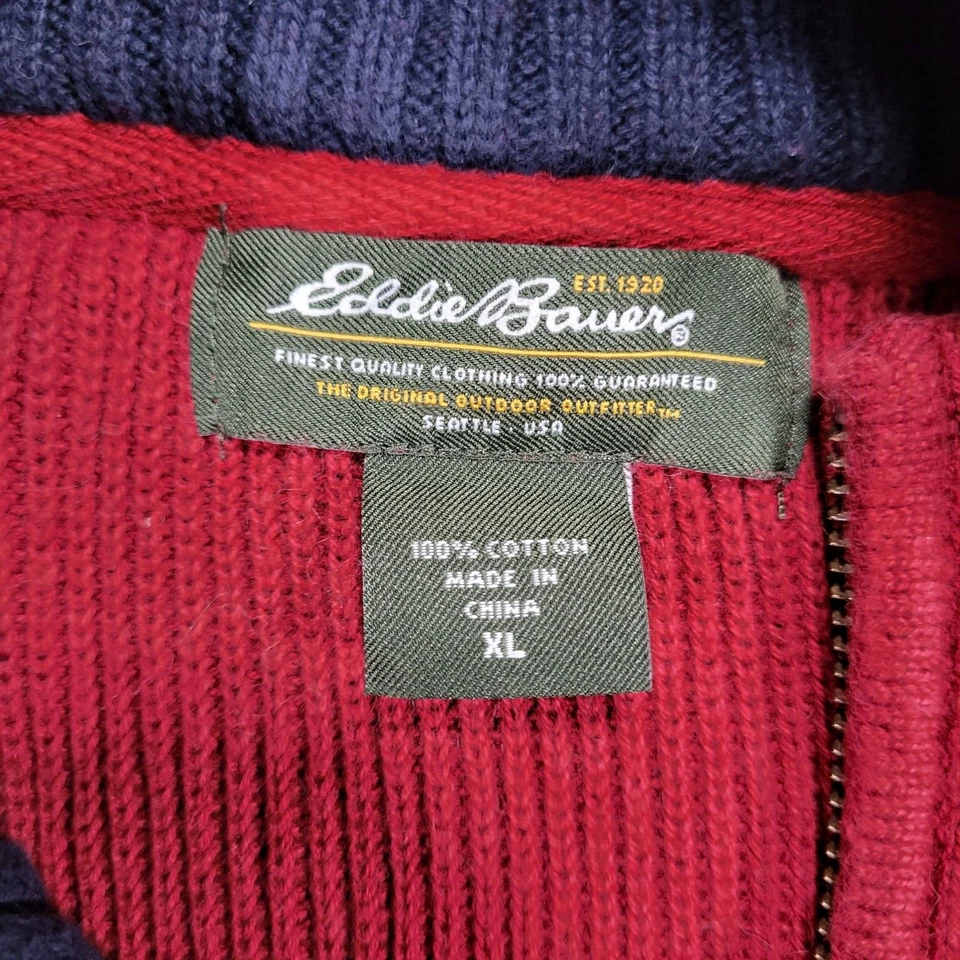 Eddie Bauer®
EST. 1920
FINEST QUALITY CLOTHING 100% GUARANTEED
THE ORIGINAL OUTDOOR OUTFITTER™
SEATTLE · USA
100% COTTON
MADE IN
CHINA
XL